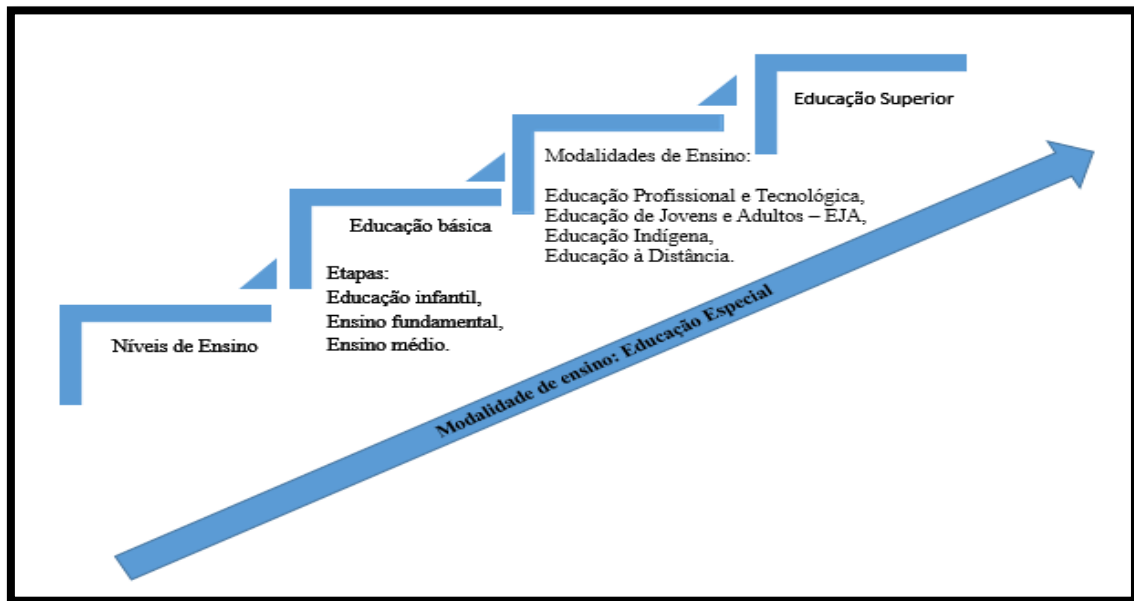 Níveis de Ensino
Educação básica
Etapas:
Educação infantil,
Ensino fundamental,
Ensino médio.
Modalidades de Ensino:
Educação Profissional e Tecnológica,
Educação de Jovens e Adultos – EJA,
Educação Indígena,
Educação à Distância.
Educação Superior
Modalidade de ensino: Educação Especial